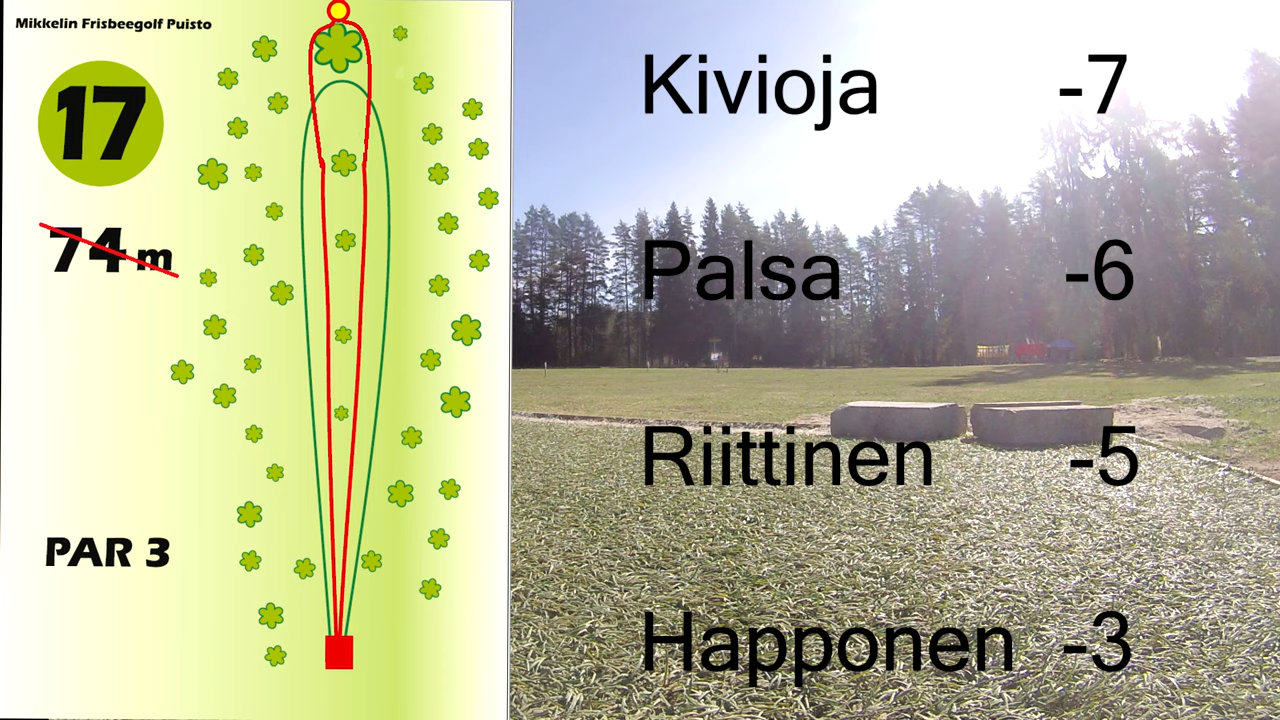 Mikkelin Frisbeegolf Puisto
17
74 m
PAR 3
Kivioja -7
Palsa -6
Riittinen -5
Happonen -3